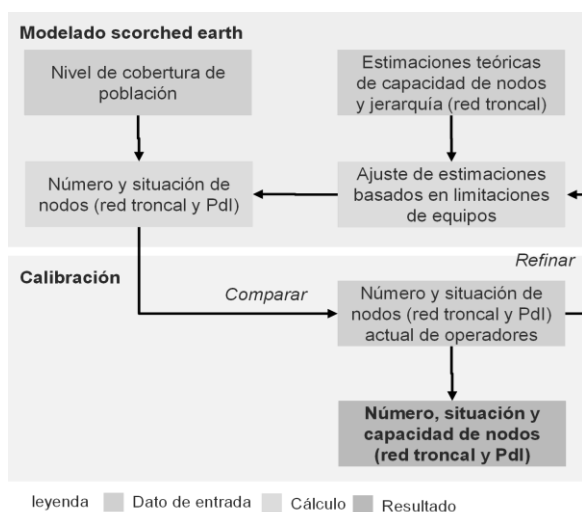 Modelado scorched earth
Nivel de cobertura de
población
Estimaciones teóricas
de capacidad de nodos
y jerarquía (red troncal)
Número y situación de
nodos (red troncal y PdI)
Ajuste de estimaciones
basados en limitaciones
de equipos
Refinar
Calibración
Comparar
Número y situación de
nodos (red troncal y PdI)
actual de operadores
Número, situación y
capacidad de nodos
(red troncal y PdI)
leyenda Dato de entrada Cálculo Resultado